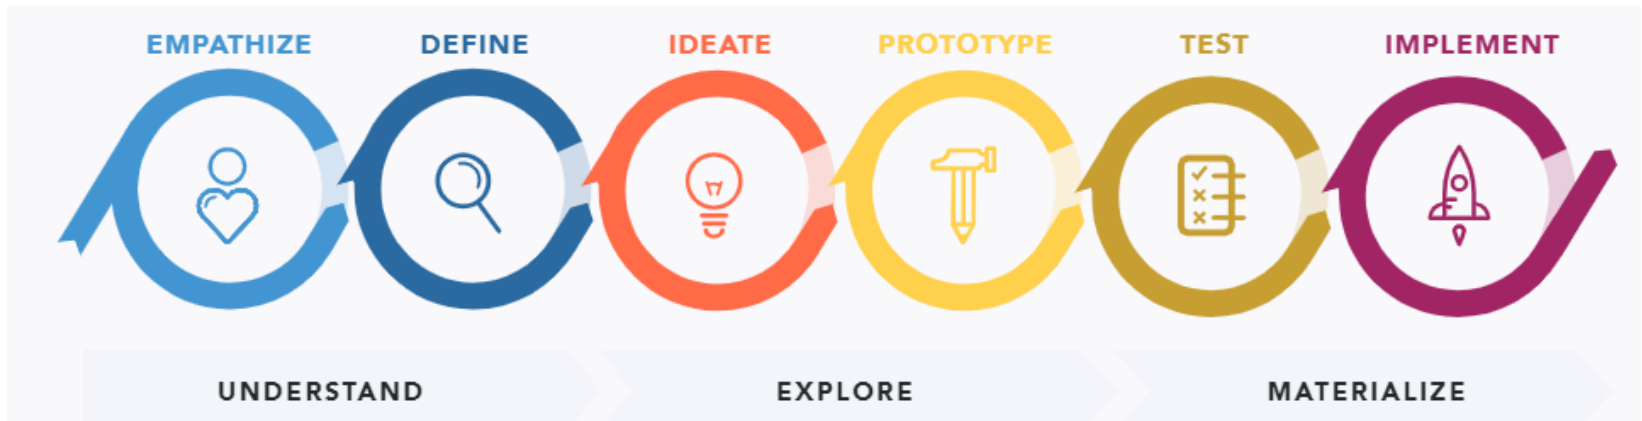 EMPATHIZE DEFINE IDEATE PROTOTYPE TEST IMPLEMENT
UNDERSTAND EXPLORE MATERIALIZE